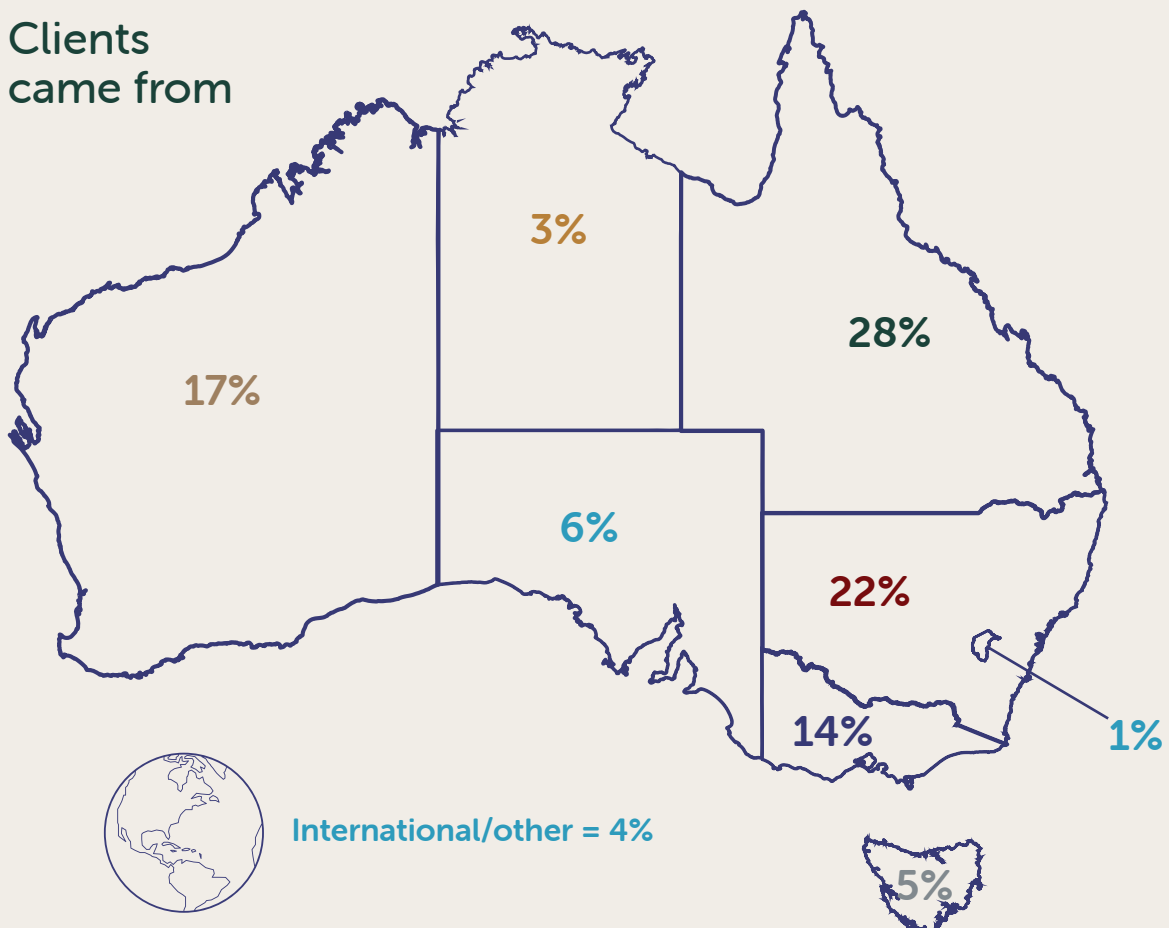 Clients
came from
3%
28%
17%
6%
22%
14%
1%
International/other = 4%
5%